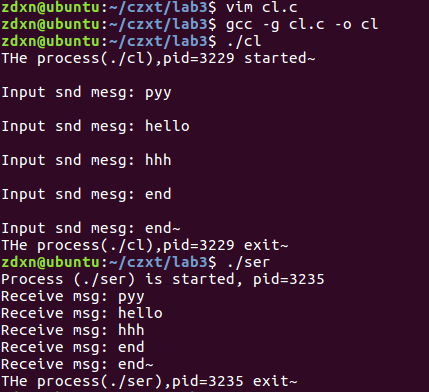 zdxn@ubuntu:~/czxt/lab3$ vim cl.c
zdxn@ubuntu:~/czxt/lab3$ gcc -g cl.c -o cl
zdxn@ubuntu:~/czxt/lab3$ ./cl
THe process(./cl),pid=3229 started~
Input snd mesg: pyy
Input snd mesg: hello
Input snd mesg: hhh
Input snd mesg: end
Input snd mesg: end~
THe process(./cl),pid=3229 exit~
zdxn@ubuntu:~/czxt/lab3$ ./ser
Process (./ser) is started, pid=3235
Receive msg: pyy
Receive msg: hello
Receive msg: hhh
Receive msg: end
Receive msg: end~
THe process(./ser),pid=3235 exit~